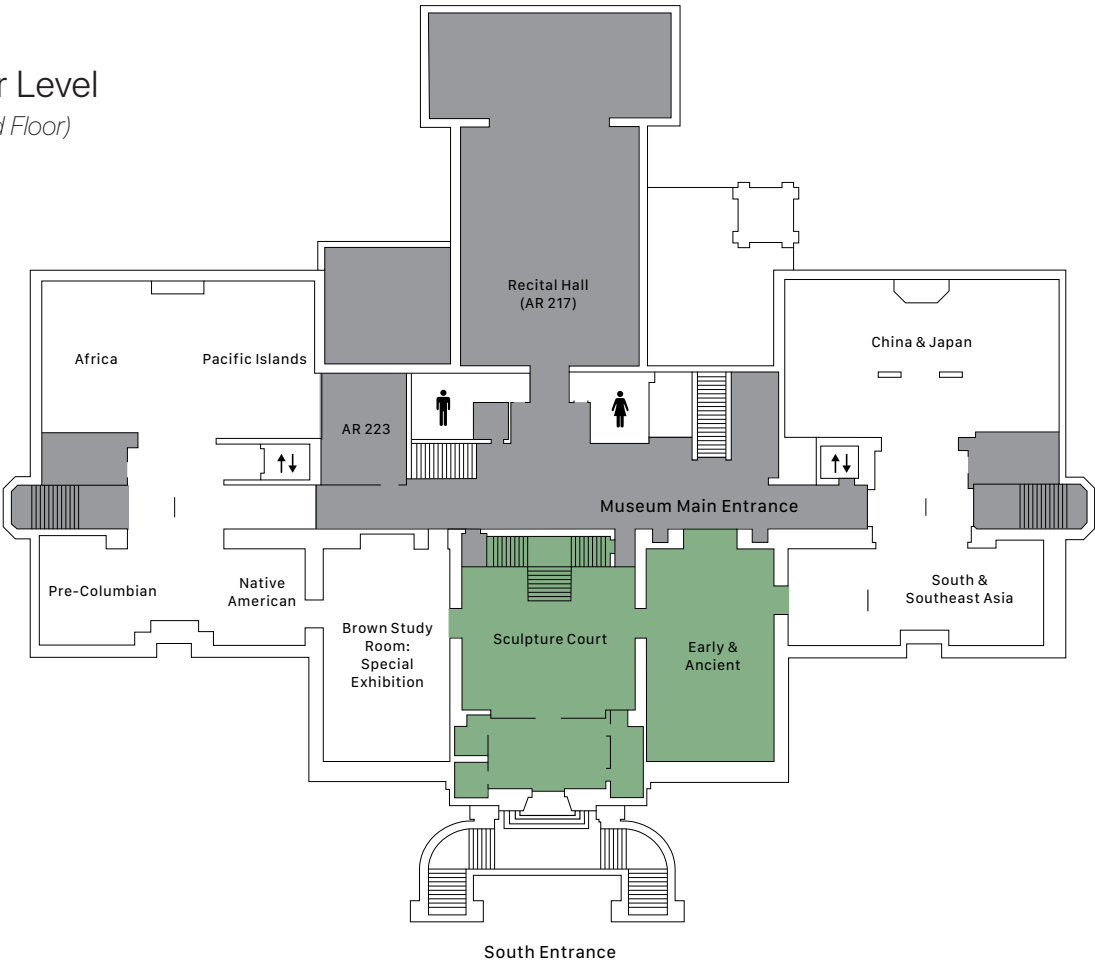 r Level
d Floor)
Recital Hall
(AR 217)
China & Japan
Africa
Pacific Islands
AR 223
Museum Main Entrance
Pre-Columbian
Native
American
South &
Southeast Asia
Brown Study
Room:
Special
Exhibition
Sculpture Court
Early &
Ancient
South Entrance